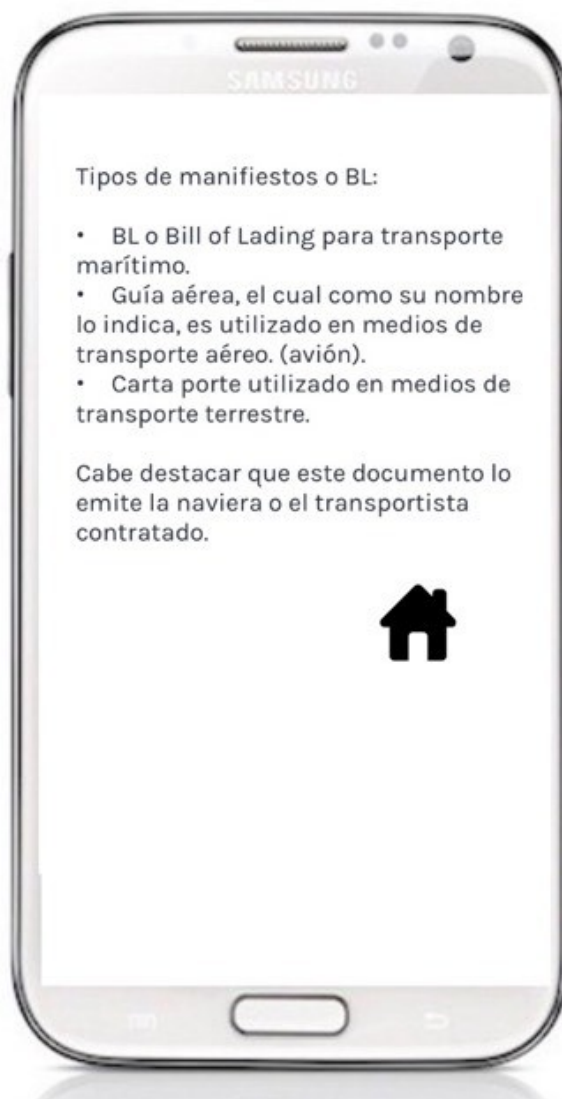 SAMSUNG
Tipos de manifiestos o BL:
• BL o Bill of Lading para transporte
marítimo.
• Guía aérea, el cual como su nombre
lo indica, es utilizado en medios de
transporte aéreo. (avión).
• Carta porte utilizado en medios de
transporte terrestre.
Cabe destacar que este documento lo
emite la naviera o el transportista
contratado.